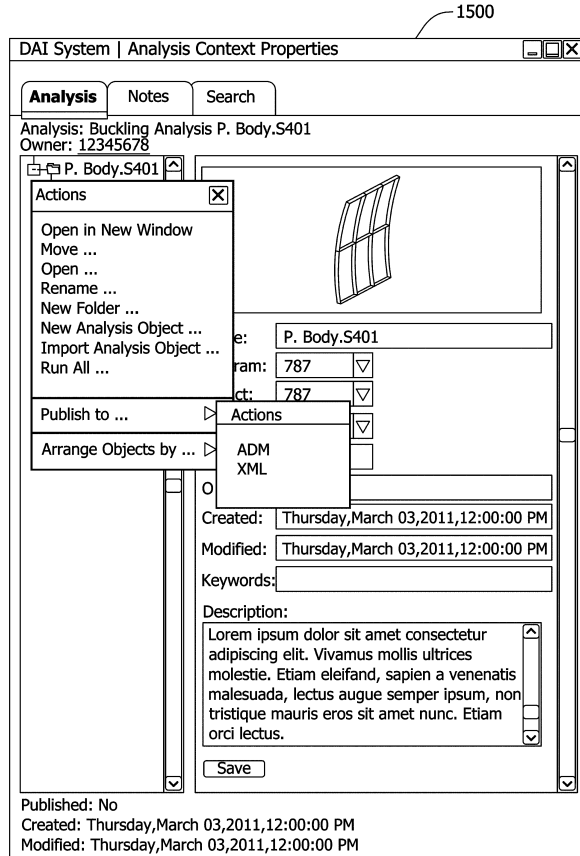 1500
DAI System | Analysis Context Properties
Analysis Notes Search
Analysis: Buckling Analysis P. Body.S401
Owner: 12345678
P. Body.S401
Actions
Open in New Window
Move ...
Open ...
Rename ...
New Folder ...
New Analysis Object ...
Import Analysis Object ...
Run All ...
Publish to ...
Arrange Objects by ...
Actions
ADM
XML
e: P. Body.S401
ram: 787
ct: 787
O
Created: Thursday,March 03,2011,12:00:00 PM
Modified: Thursday,March 03,2011,12:00:00 PM
Keywords:
Description:
Lorem ipsum dolor sit amet consectetur
adipiscing elit. Vivamus mollis ultrices
molestie. Etiam eleifand, sapien a venenatis
malesuada, lectus augue semper ipsum, non
tristique mauris eros sit amet nunc. Etiam
orci lectus.
Save
Published: No
Created: Thursday,March 03,2011,12:00:00 PM
Modified: Thursday,March 03,2011,12:00:00 PM